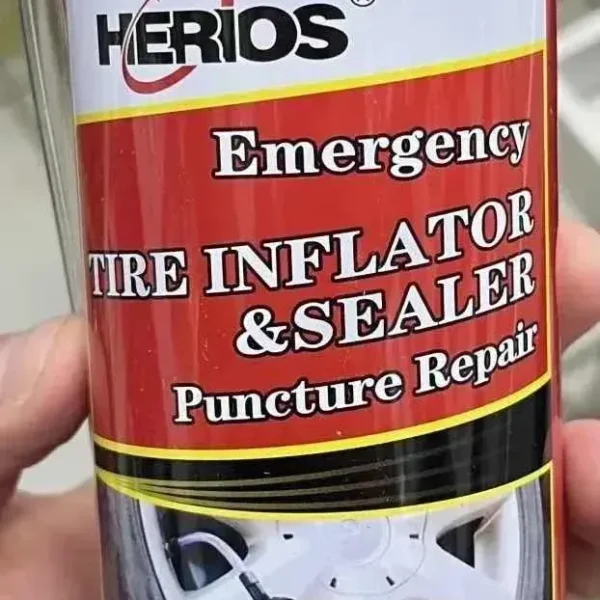 HERIOS®
Emergency
TIRE INFLATOR
&SEALER
Puncture Repair